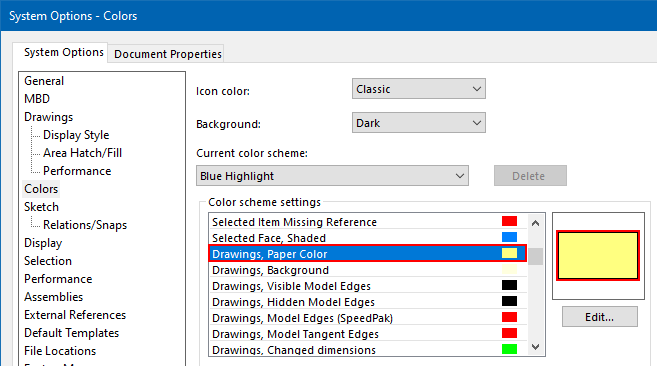 System Options - Colors
System Options
Document Properties
General
MBD
Drawings
Display Style
Area Hatch/Fill
Performance
Colors
Sketch
Relations/Snaps
Display
Selection
Performance
Assemblies
External References
Default Templates
File Locations
Icon color:
Classic
Background:
Dark
Current color scheme:
Blue Highlight
Delete
Color scheme settings
Selected Item Missing Reference
Selected Face, Shaded
Drawings, Paper Color
Drawings, Background
Drawings, Visible Model Edges
Drawings, Hidden Model Edges
Drawings, Model Edges (SpeedPak)
Drawings, Model Tangent Edges
Drawings, Changed dimensions
Edit...